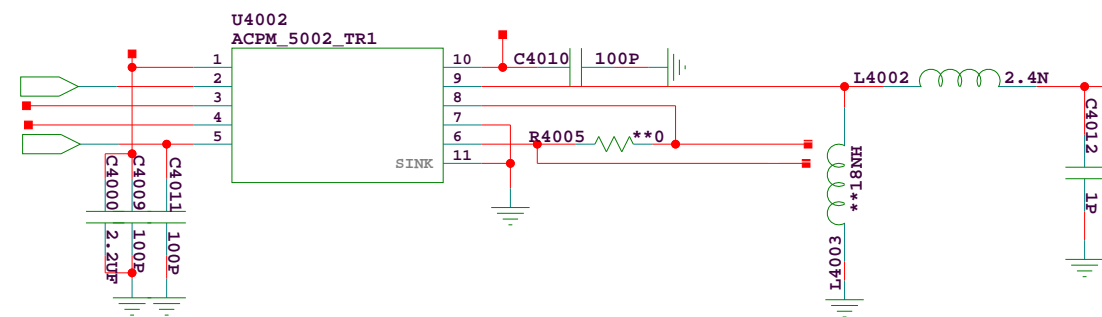 U4002
ACPM_5002_TR1
1
2
3
4
5
10
9
8
7
6
11
SINK
C4010
100P
R4005
**0
L4002
2.4N
C4012
1P
**18NH
L4003
C4000
2.2UF
C4009
100P
C4011
100P